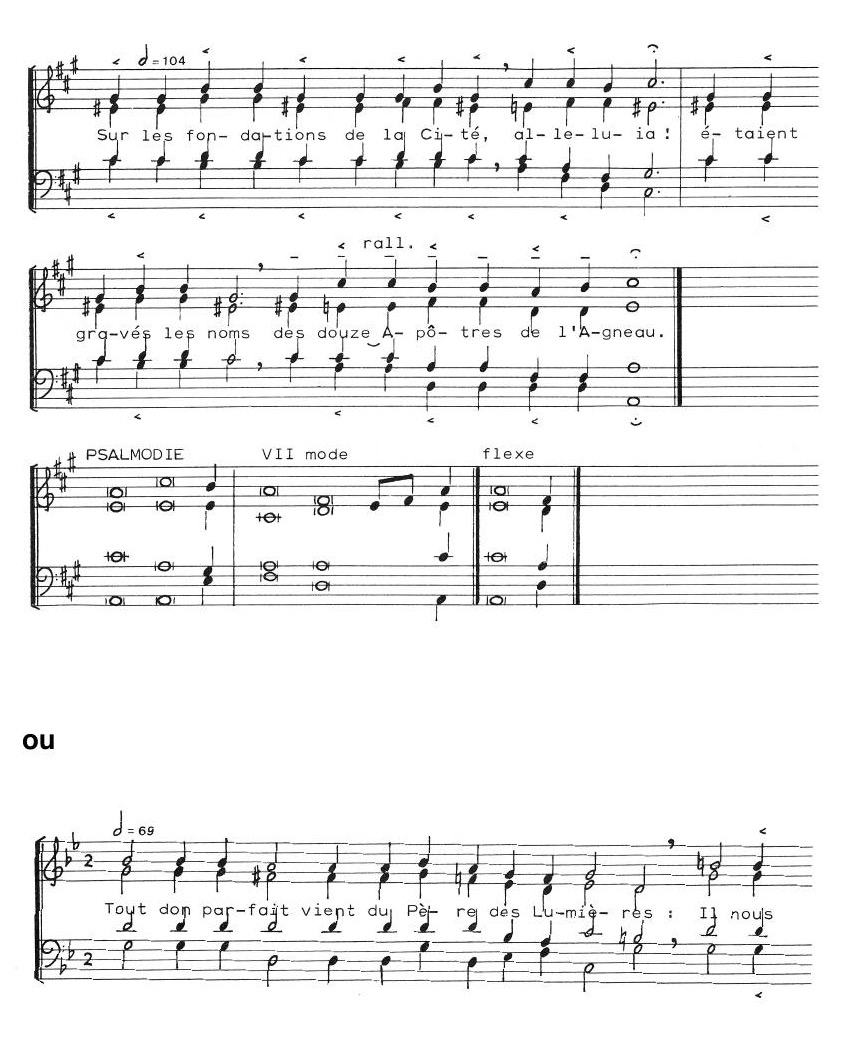 = 104
Sur les fon- da-tions de la Ci-té, al-le-lu- ia ! é- taient
rall.
gra-vés les noms des douze A- pô- tres de l'A-gneau.
PSALMODIE VII mode flexe
ou
= 69
2
Tout don par-fait vient du Pè- re des Lu-miè- res : Il nous
2